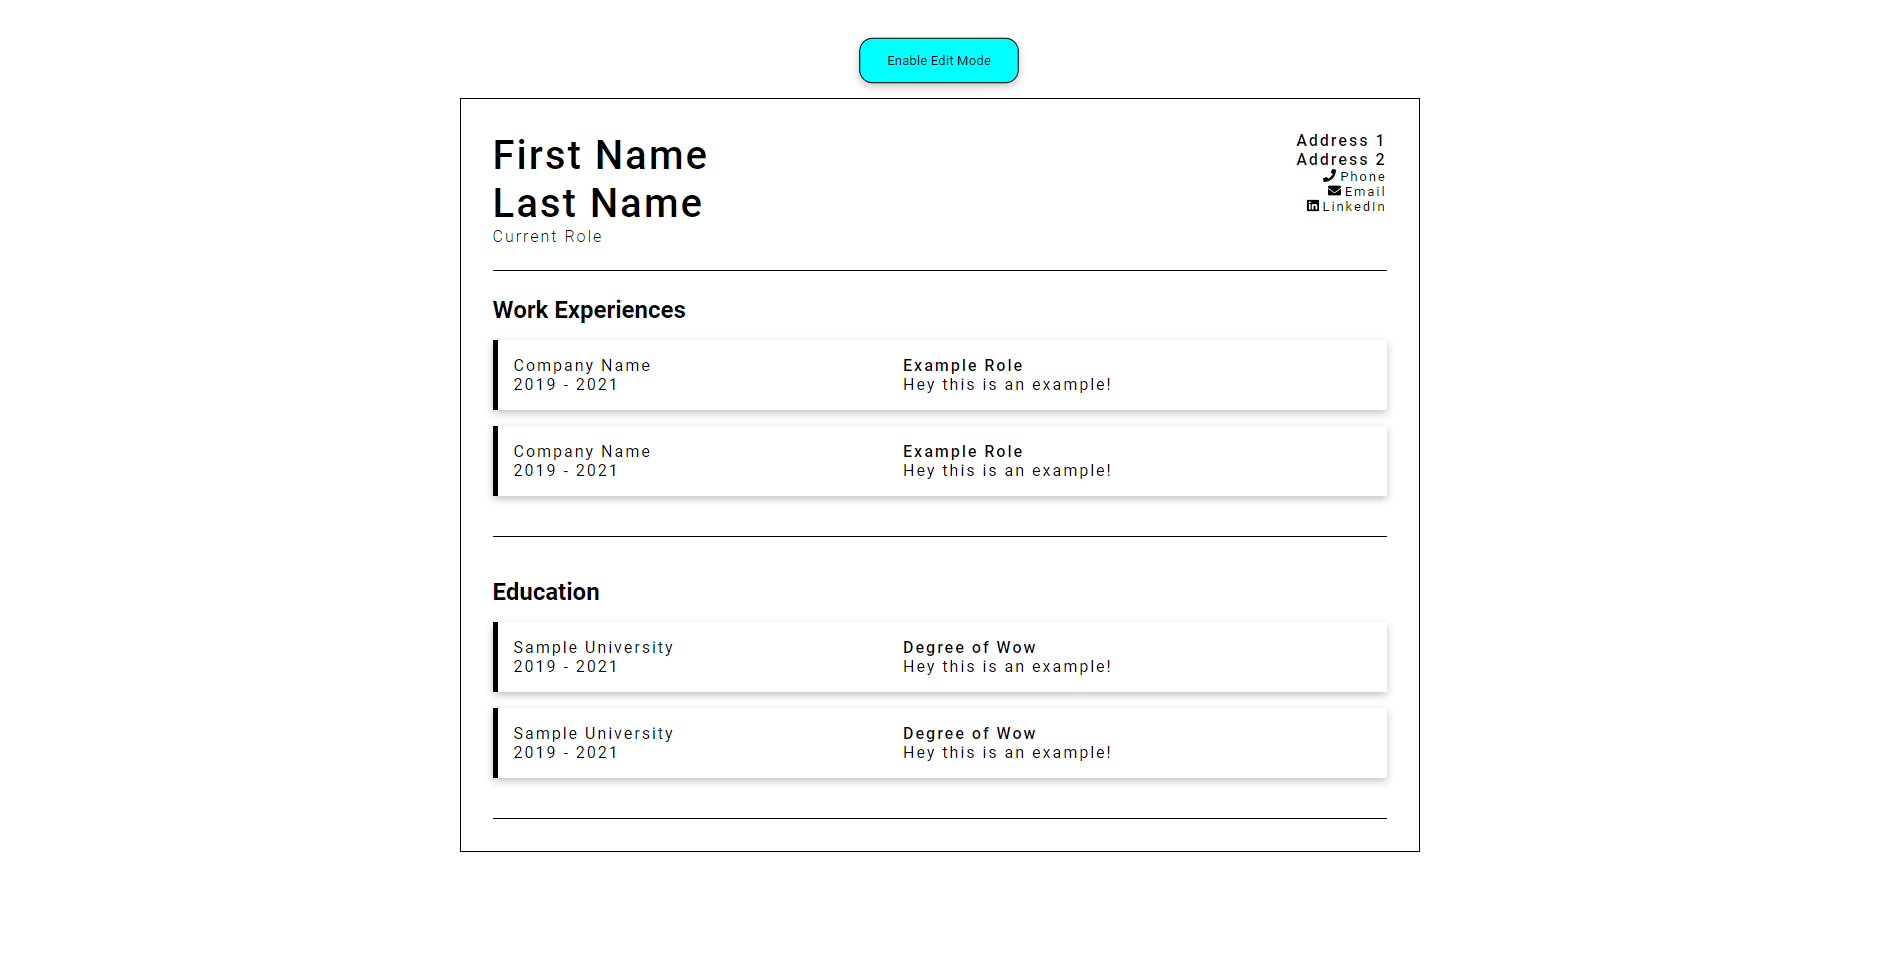 Enable Edit Mode
First Name
Last Name
Current Role
Address 1
Address 2
Phone
Email
LinkedIn
Work Experiences
Company Name
2019 - 2021
Example Role
Hey this is an example!
Company Name
2019 - 2021
Example Role
Hey this is an example!
Education
Sample University
2019 - 2021
Degree of Wow
Hey this is an example!
Sample University
2019 - 2021
Degree of Wow
Hey this is an example!